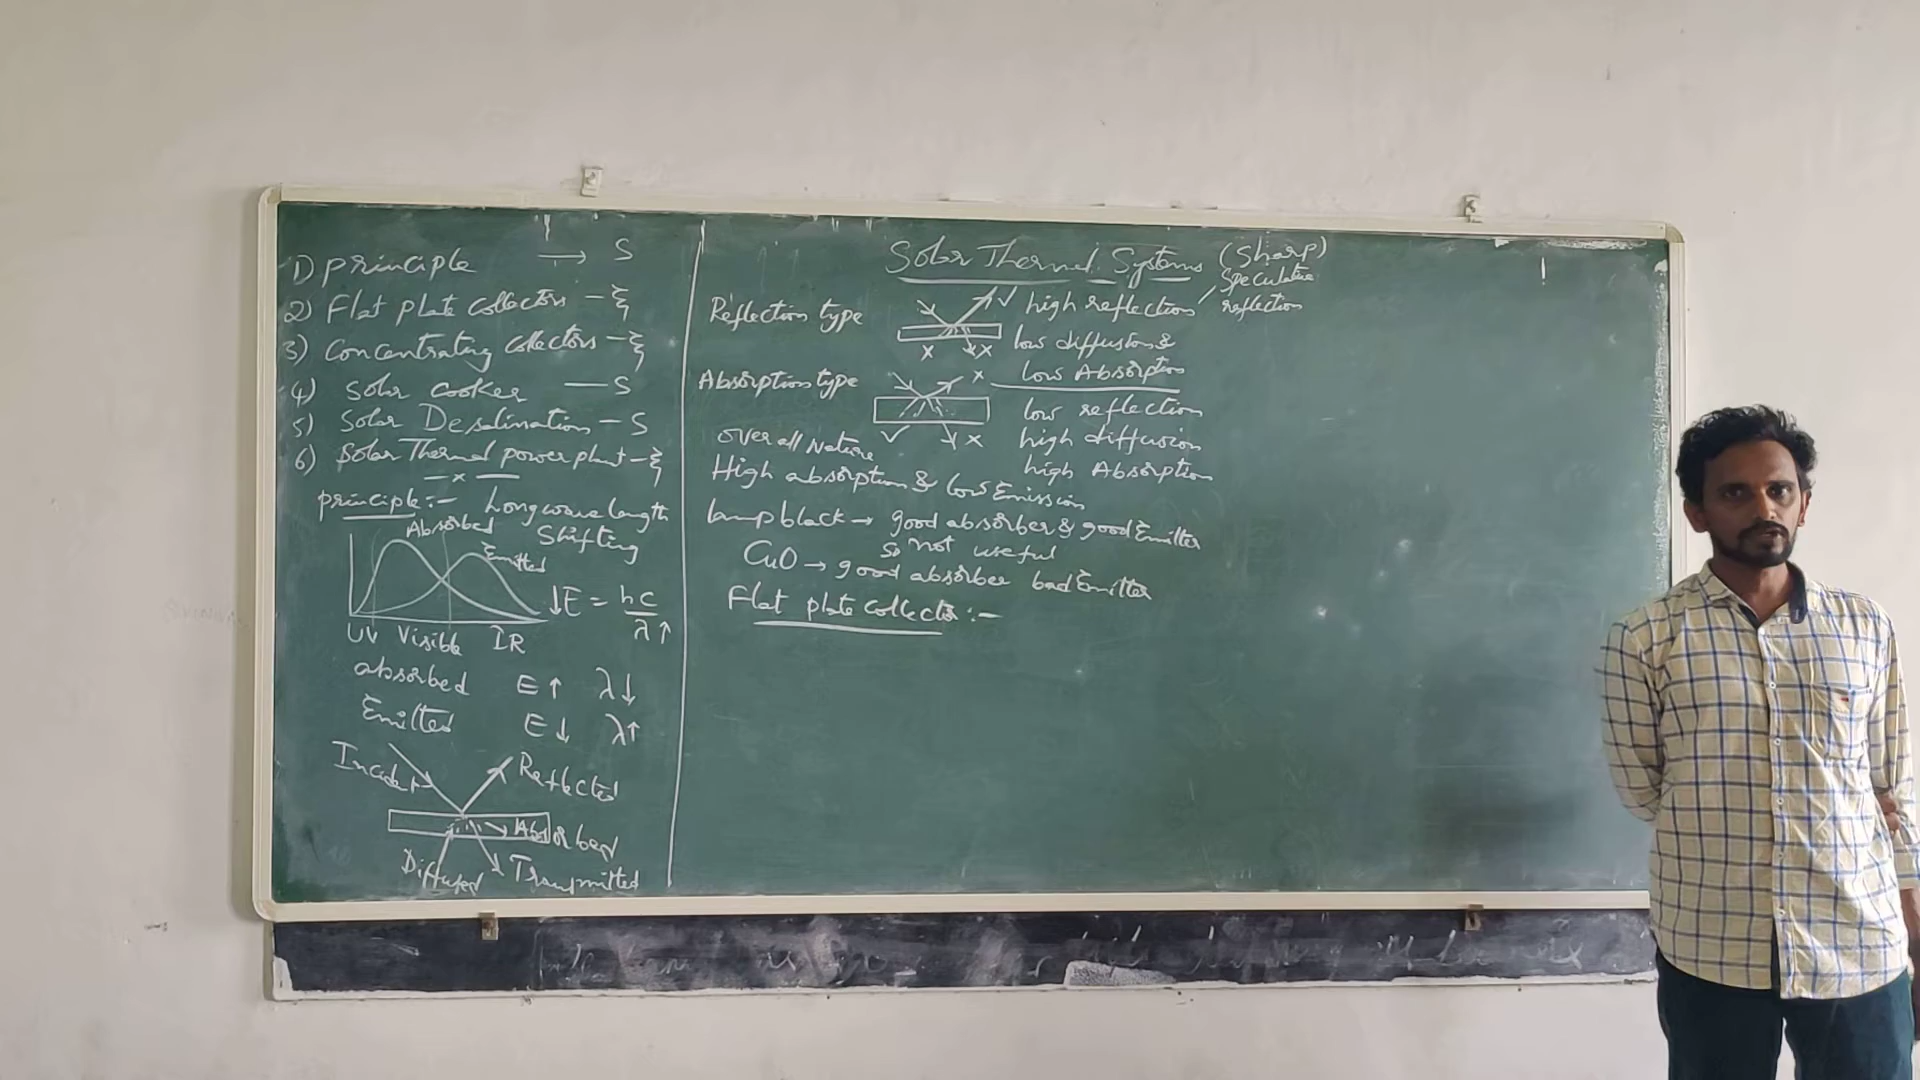 1) principle → S
2) Flat plate collectors - ξ
3) Concentrating collectors - ξ
4) Solar cooker — S
5) Solar Desalination - S
6) Solar Thermal power plant - ξ
— x —
principle:- Long wave length
Shifting
Absorbed
Emitted
UV Visible IR
↓E = hc/λ↑
absorbed E↑ λ↓
Emitted E↓ λ↑
Incident
Reflected
Absorbed
Diffused
Transmitted
Solar Thermal Systems
(Sharp)
Speculative
reflection
Reflection type
✓ high reflection
x x low diffusion &
low Absorption
Absorption type
x
✓ x
low reflection
high diffusion
high Absorption
over all Nature
High absorption & low Emission
lamp black → good absorber & good Emitter
so not useful
CuO → good absorber bad Emitter
Flat plate collector:-